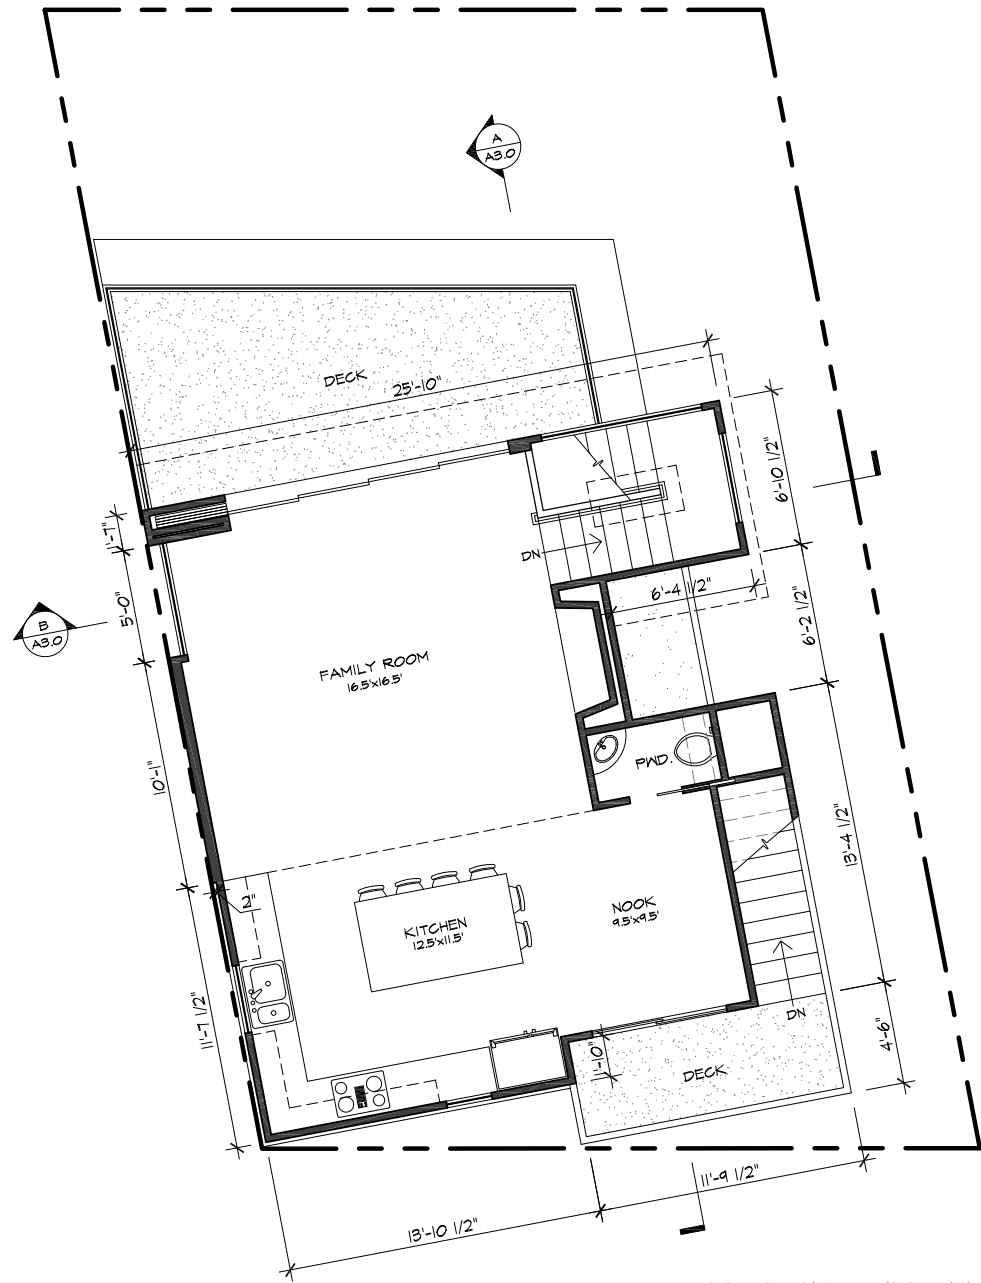 A
A3.0
DECK
25'-10"
6'-10 1/2"
1'-7"
DN
6'-4 1/2"
5'-0"
6'-2 1/2"
B
A3.0
FAMILY ROOM
16.5'x16.5'
PWD.
10'-1"
13'-4 1/2"
2"
KITCHEN
12.5'x11.5'
NOOK
9.5'x9.5'
11'-7 1/2"
DN
4'-6"
1'-10"
DECK
11'-9 1/2"
13'-10 1/2"